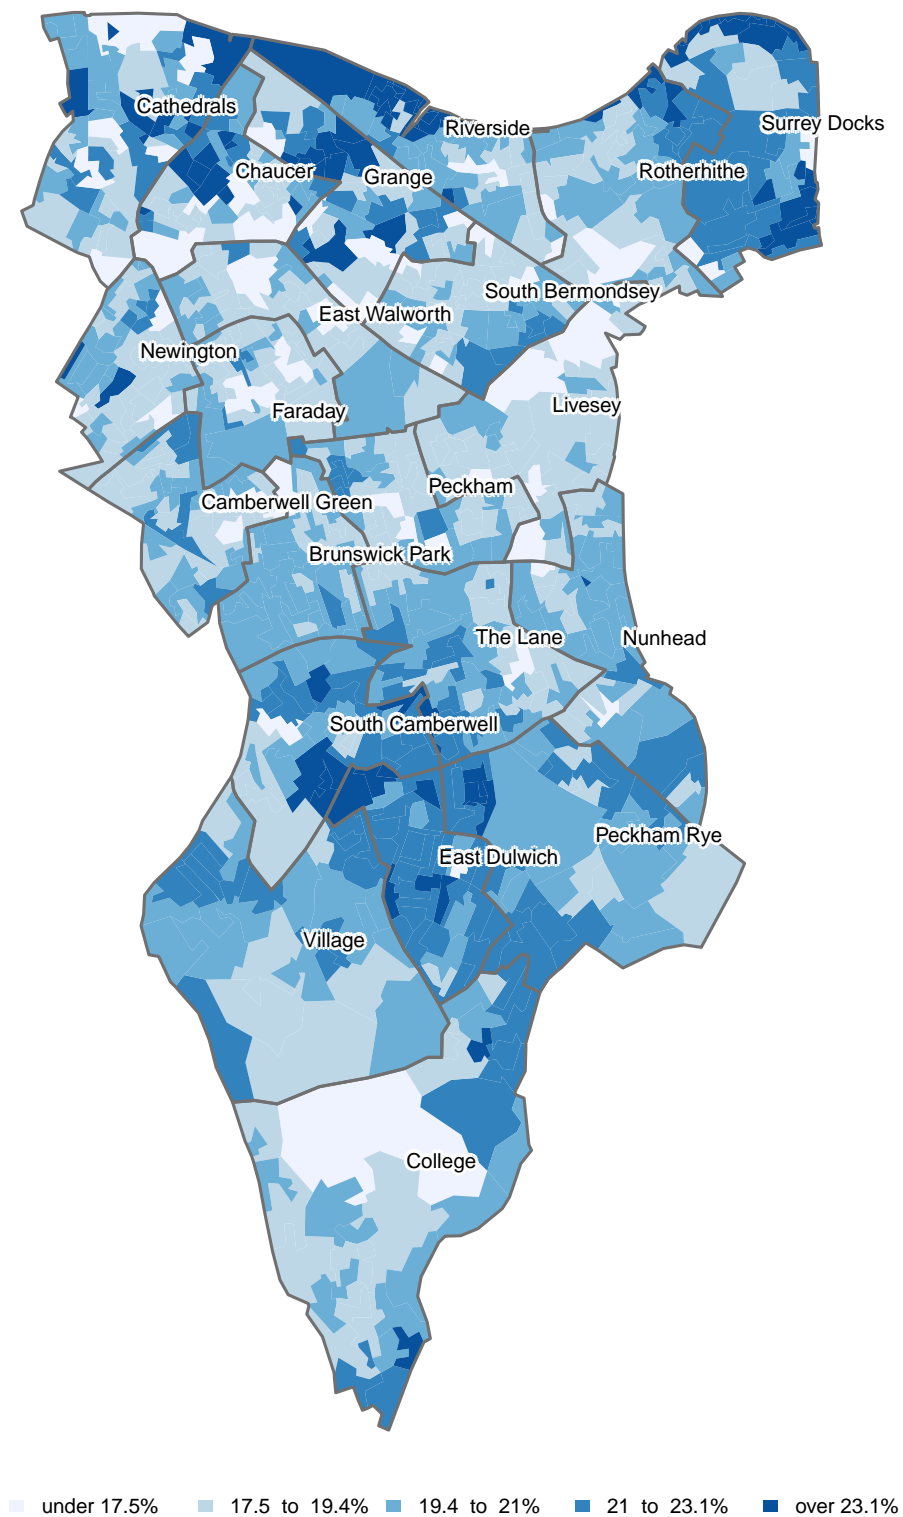 Cathedrals
Riverside
Surrey Docks
Chaucer
Grange
Rotherhithe
South Bermondsey
East Walworth
Newington
Livesey
Faraday
Peckham
Camberwell Green
Brunswick Park
The Lane
Nunhead
South Camberwell
Peckham Rye
East Dulwich
Village
College
under 17.5% 17.5 to 19.4% 19.4 to 21% 21 to 23.1% over 23.1%